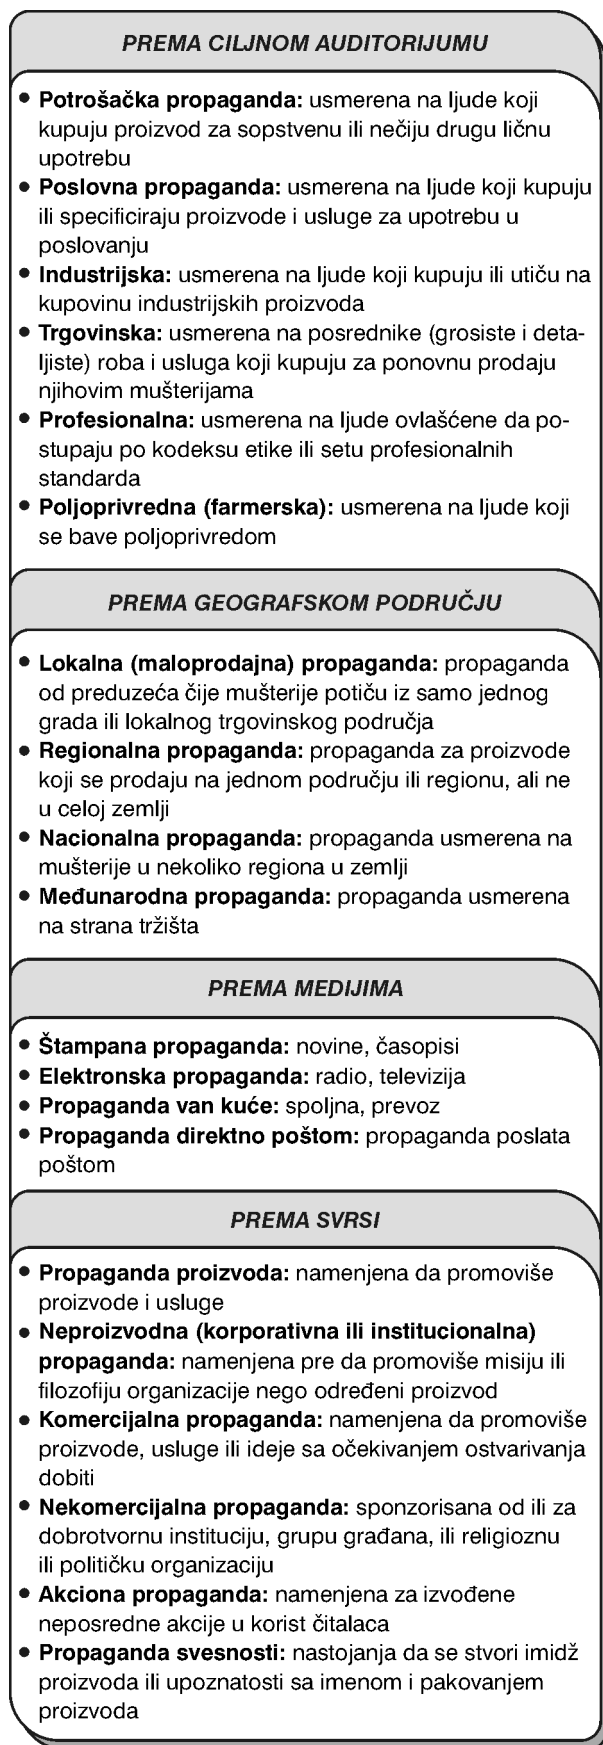 PREMA CILJNOM AUDITORIJUMU
• Potrošačka propaganda: usmerena na ljude koji
kupuju proizvod za sopstvenu ili nečiju drugu ličnu
upotrebu
• Poslovna propaganda: usmerena na ljude koji kupuju
ili specificiraju proizvode i usluge za upotrebu u
poslovanju
• Industrijska: usmerena na ljude koji kupuju ili utiču na
kupovinu industrijskih proizvoda
• Trgovinska: usmerena na posrednike (grosiste i deta-
ljiste) roba i usluga koji kupuju za ponovnu prodaju
njihovim mušterijama
• Profesionalna: usmerena na ljude ovlašćene da po-
stupaju po kodeksu etike ili setu profesionalnih
standarda
• Poljoprivredna (farmerska): usmerena na ljude koji
se bave poljoprivredom
PREMA GEOGRAFSKOM PODRUČJU
• Lokalna (maloprodajna) propaganda: propaganda
od preduzeća čije mušterije potiču iz samo jednog
grada ili lokalnog trgovinskog područja
• Regionalna propaganda: propaganda za proizvode
koji se prodaju na jednom području ili regionu, ali ne
u celoj zemlji
• Nacionalna propaganda: propaganda usmerena na
mušterije u nekoliko regiona u zemlji
• Međunarodna propaganda: propaganda usmerena
na strana tržišta
PREMA MEDIJIMA
• Štampana propaganda: novine, časopisi
• Elektronska propaganda: radio, televizija
• Propaganda van kuće: spoljna, prevoz
• Propaganda direktno poštom: propaganda poslata
poštom
PREMA SVRSI
• Propaganda proizvoda: namenjena da promoviše
proizvode i usluge
• Neproizvodna (korporativna ili institucionalna)
propaganda: namenjena pre da promoviše misiju ili
filozofiju organizacije nego određeni proizvod
• Komercijalna propaganda: namenjena da promoviše
proizvode, usluge ili ideje sa očekivanjem ostvarivanja
dobiti
• Nekomercijalna propaganda: sponzorisana od ili za
dobrotvornu instituciju, grupu građana, ili religioznu
ili političku organizaciju
• Akciona propaganda: namenjena za izvođene
neposredne akcije u korist čitalaca
• Propaganda svesnosti: nastojanja da se stvori imidž
proizvoda ili upoznatosti sa imenom i pakovanjem
proizvoda